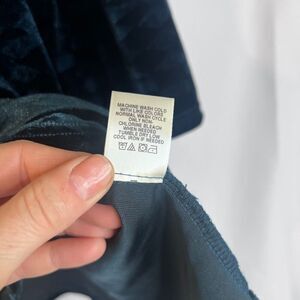 MACHINE WASH COLD
WITH LIKE COLORS
NORMAL WASH CYCLE
ONLY NON-
CHLORINE BLEACH
WHEN NEEDED
TUMBLE DRY LOW
COOL IRON IF NEEDED